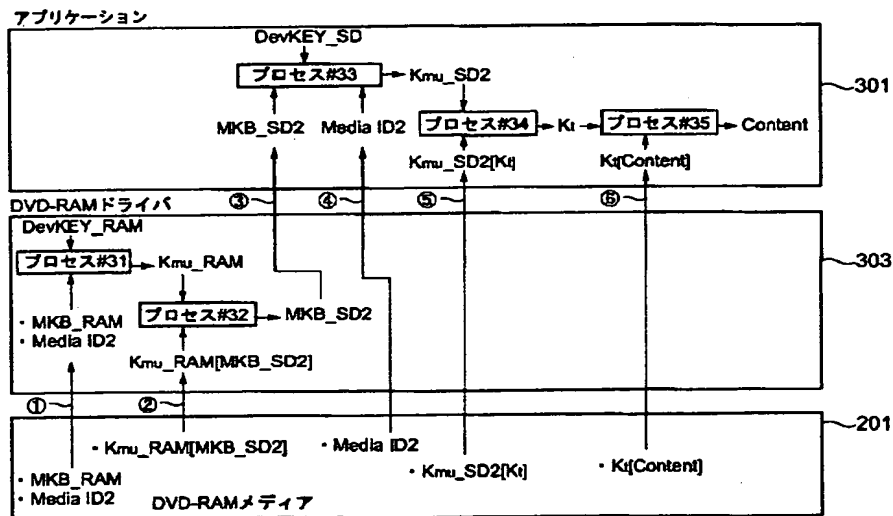 アプリケーション
DevKEY_SD
プロセス#33
Kmu_SD2
301
MKB_SD2
Media ID2
プロセス#34
Kt
プロセス#35
Content
Kmu_SD2[Kt]
Kt[Content]
③
④
⑤
⑥
DVD-RAMドライバ
DevKEY_RAM
プロセス#31
Kmu_RAM
303
・MKB_RAM
・Media ID2
プロセス#32
MKB_SD2
Kmu_RAM[MKB_SD2]
①
②
201
・Kmu_RAM[MKB_SD2]
・Media ID2
・MKB_RAM
・Media ID2
・Kmu_SD2[Kt]
・Kt[Content]
DVD-RAMメディア